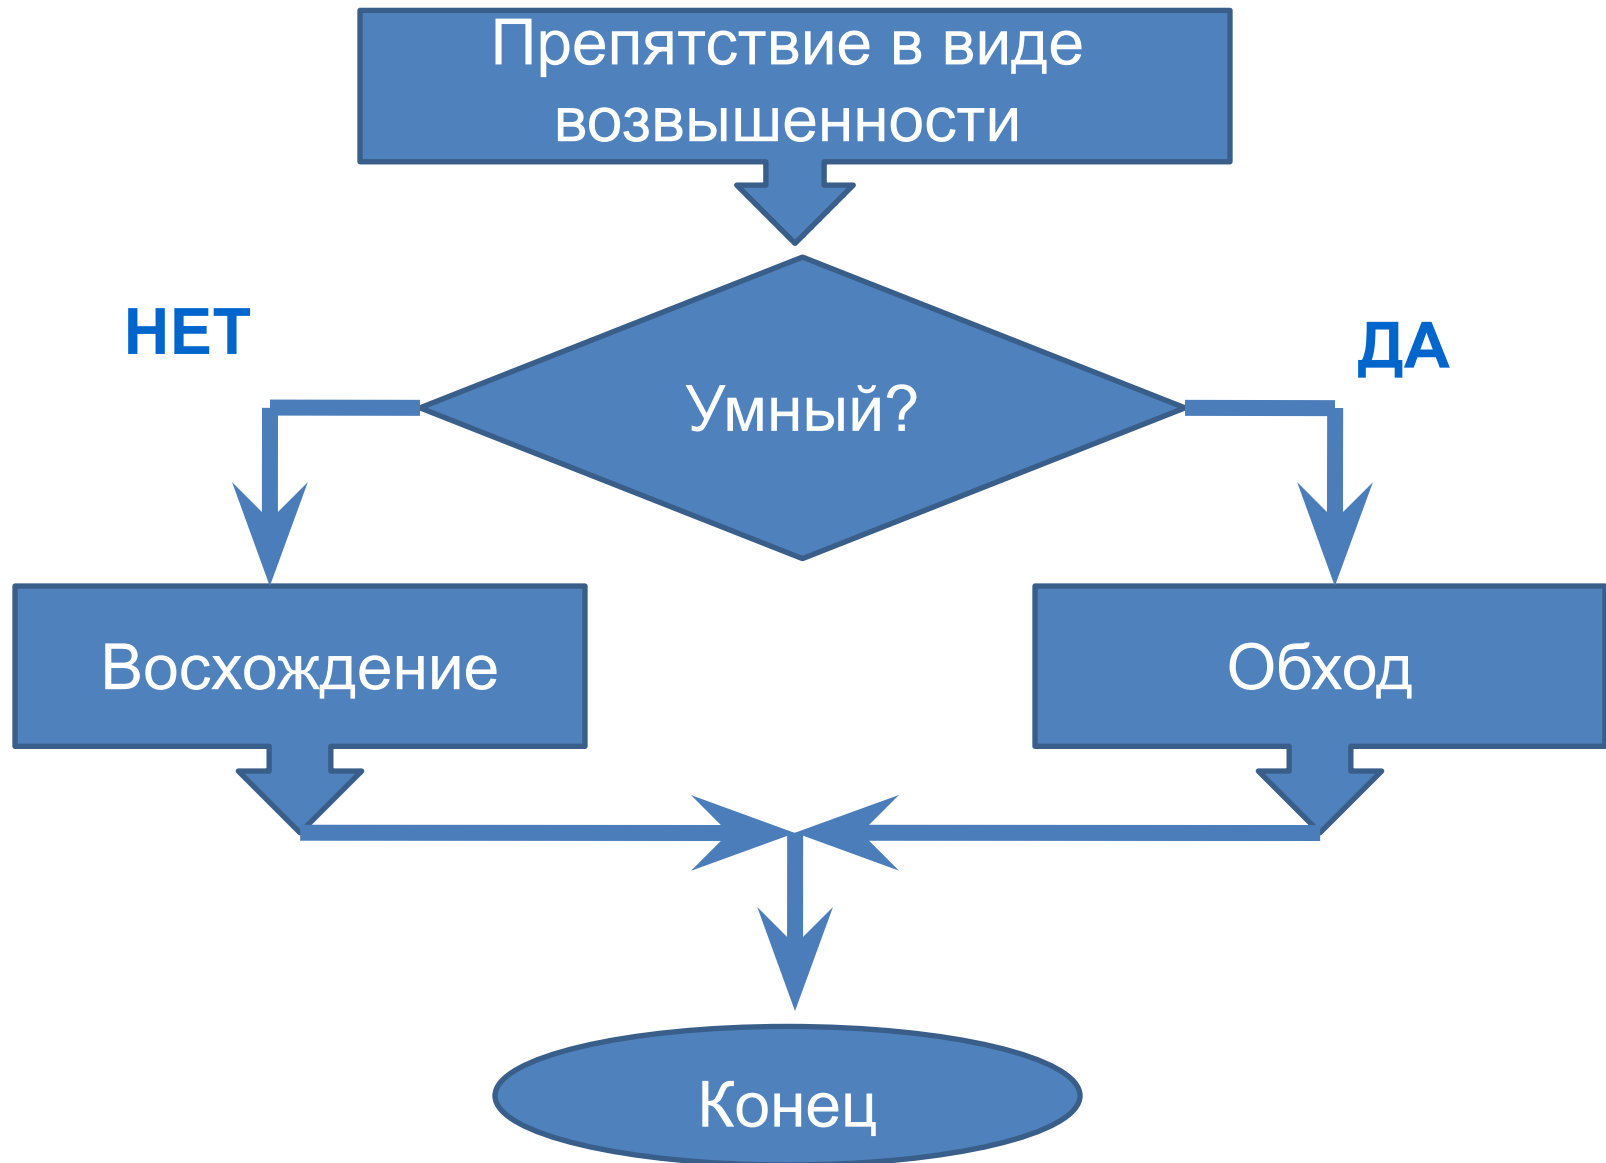 Препятствие в виде
возвышенности
НЕТ
ДА
Умный?
Восхождение
Обход
Конец